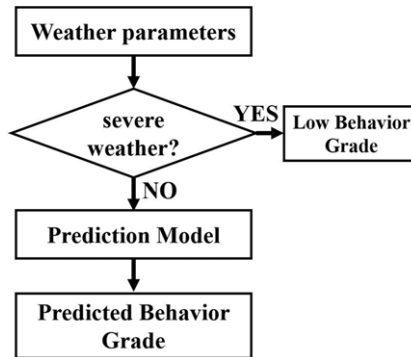 Weather parameters
severe
weather?
YES
Low Behavior
Grade
NO
Prediction Model
Predicted Behavior
Grade